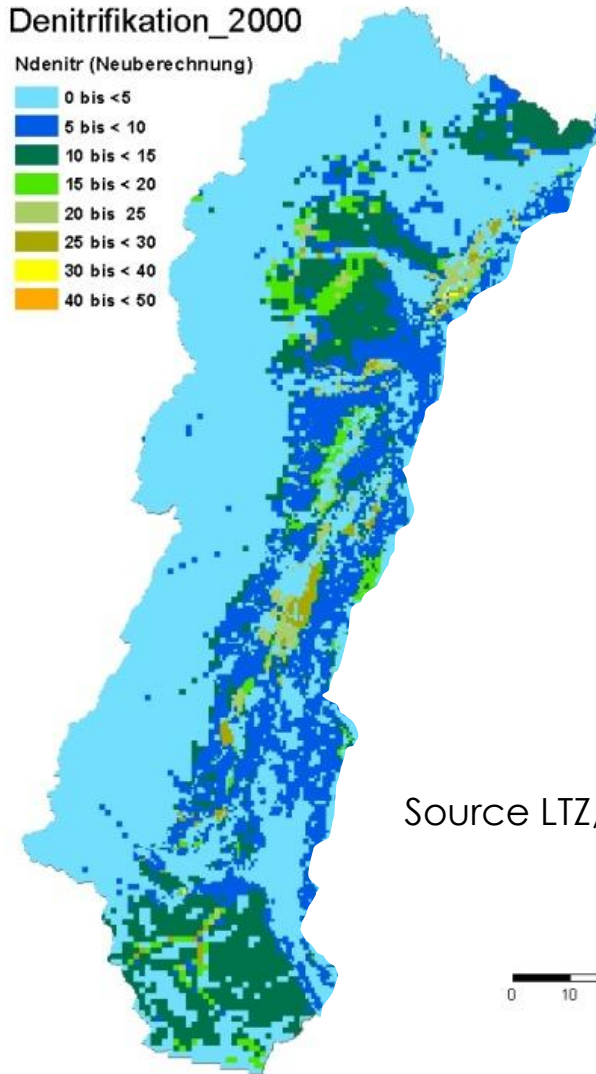 Denitrifikation_2000
Ndenitr (Neuberechnung)
0 bis <5
5 bis < 10
10 bis < 15
15 bis < 20
20 bis 25
25 bis < 30
30 bis < 40
40 bis < 50
Source LTZ,
0 10